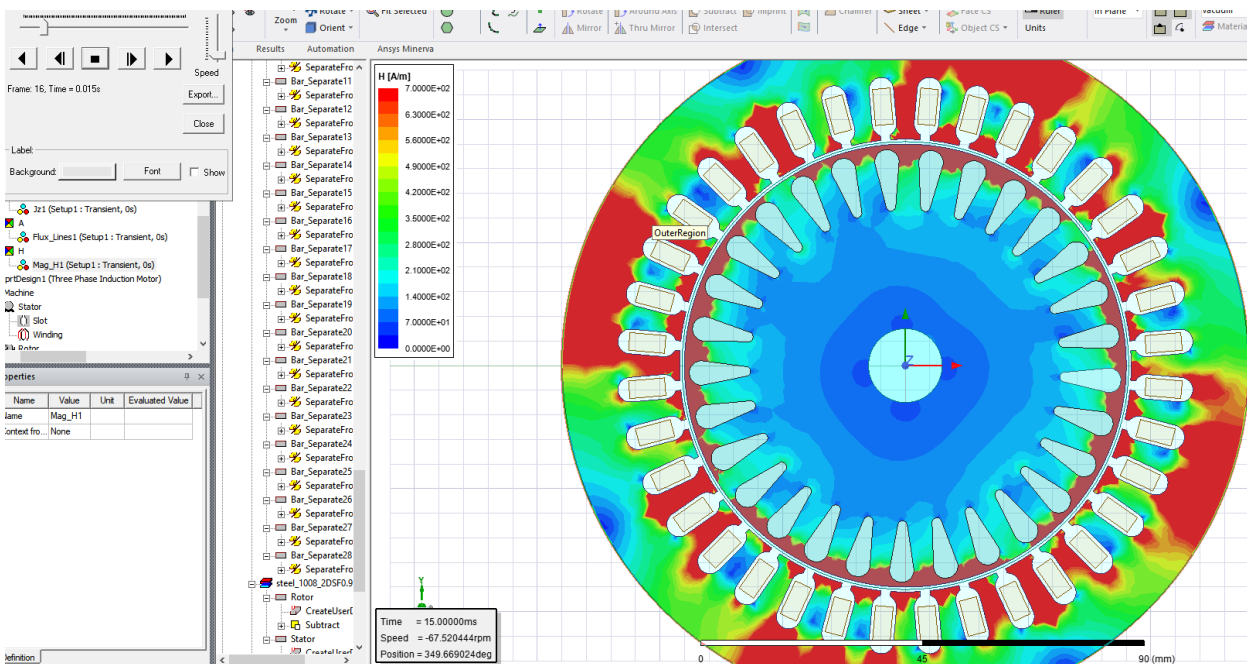 Zoom
Rotate
Orient
Fit Selected
Rotate
Around Axis
Subtract
Imprint
Chamfer
Sheet
Face CS
Ruler
In Plane
Vacuum
Mirror
Thru Mirror
Intersect
Edge
Object CS
Units
Material
Results Automation Ansys Minerva
Speed
Frame: 16, Time = 0.015s
Export...
Close
Label:
Background:
Font
Show
Jz1 (Setup1 : Transient, 0s)
A
Flux_Lines1 (Setup1 : Transient, 0s)
H
Mag_H1 (Setup1 : Transient, 0s)
prtDesign1 (Three Phase Induction Motor)
Machine
Stator
Slot
Winding
Rotor
operties
Name Value Unit Evaluated Value
Name Mag_H1
Context fro... None
Definition
SeparateFro
Bar_Separate11
SeparateFro
Bar_Separate12
SeparateFro
Bar_Separate13
SeparateFro
Bar_Separate14
SeparateFro
Bar_Separate15
SeparateFro
Bar_Separate16
SeparateFro
Bar_Separate17
SeparateFro
Bar_Separate18
SeparateFro
Bar_Separate19
SeparateFro
Bar_Separate20
SeparateFro
Bar_Separate21
SeparateFro
Bar_Separate22
SeparateFro
Bar_Separate23
SeparateFro
Bar_Separate24
SeparateFro
Bar_Separate25
SeparateFro
Bar_Separate26
SeparateFro
Bar_Separate27
SeparateFro
Bar_Separate28
SeparateFro
steel_1008_2DSF0.9
Rotor
CreateUserD
Subtract
Stator
CreateUserD
H [A/m]
7.0000E+02
6.3000E+02
5.6000E+02
4.9000E+02
4.2000E+02
3.5000E+02
2.8000E+02
2.1000E+02
1.4000E+02
7.0000E+01
0.0000E+00
OuterRegion
Z
Y
Time = 15.00000ms
Speed = -67.520444rpm
Position = 349.669024deg
0 45 90 (mm)